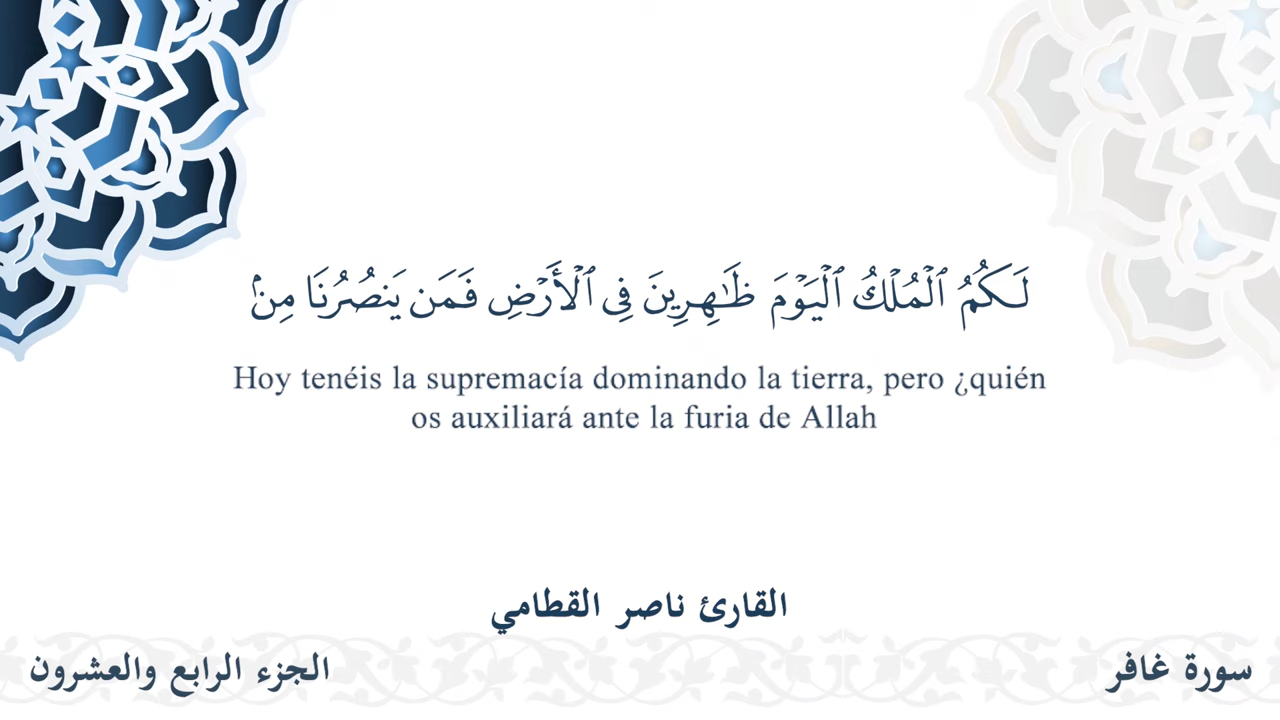 لَكُمُ ٱلْمُلْكُ ٱلْيَوْمَ ظَـٰهِرِينَ فِى ٱلْأَرْضِ فَمَن يَنصُرُنَا مِنۢ
Hoy tenéis la supremacía dominando la tierra, pero ¿quién
os auxiliará ante la furia de Allah
القارئ ناصر القطامي
سورة غافر
الجزء الرابع والعشرون